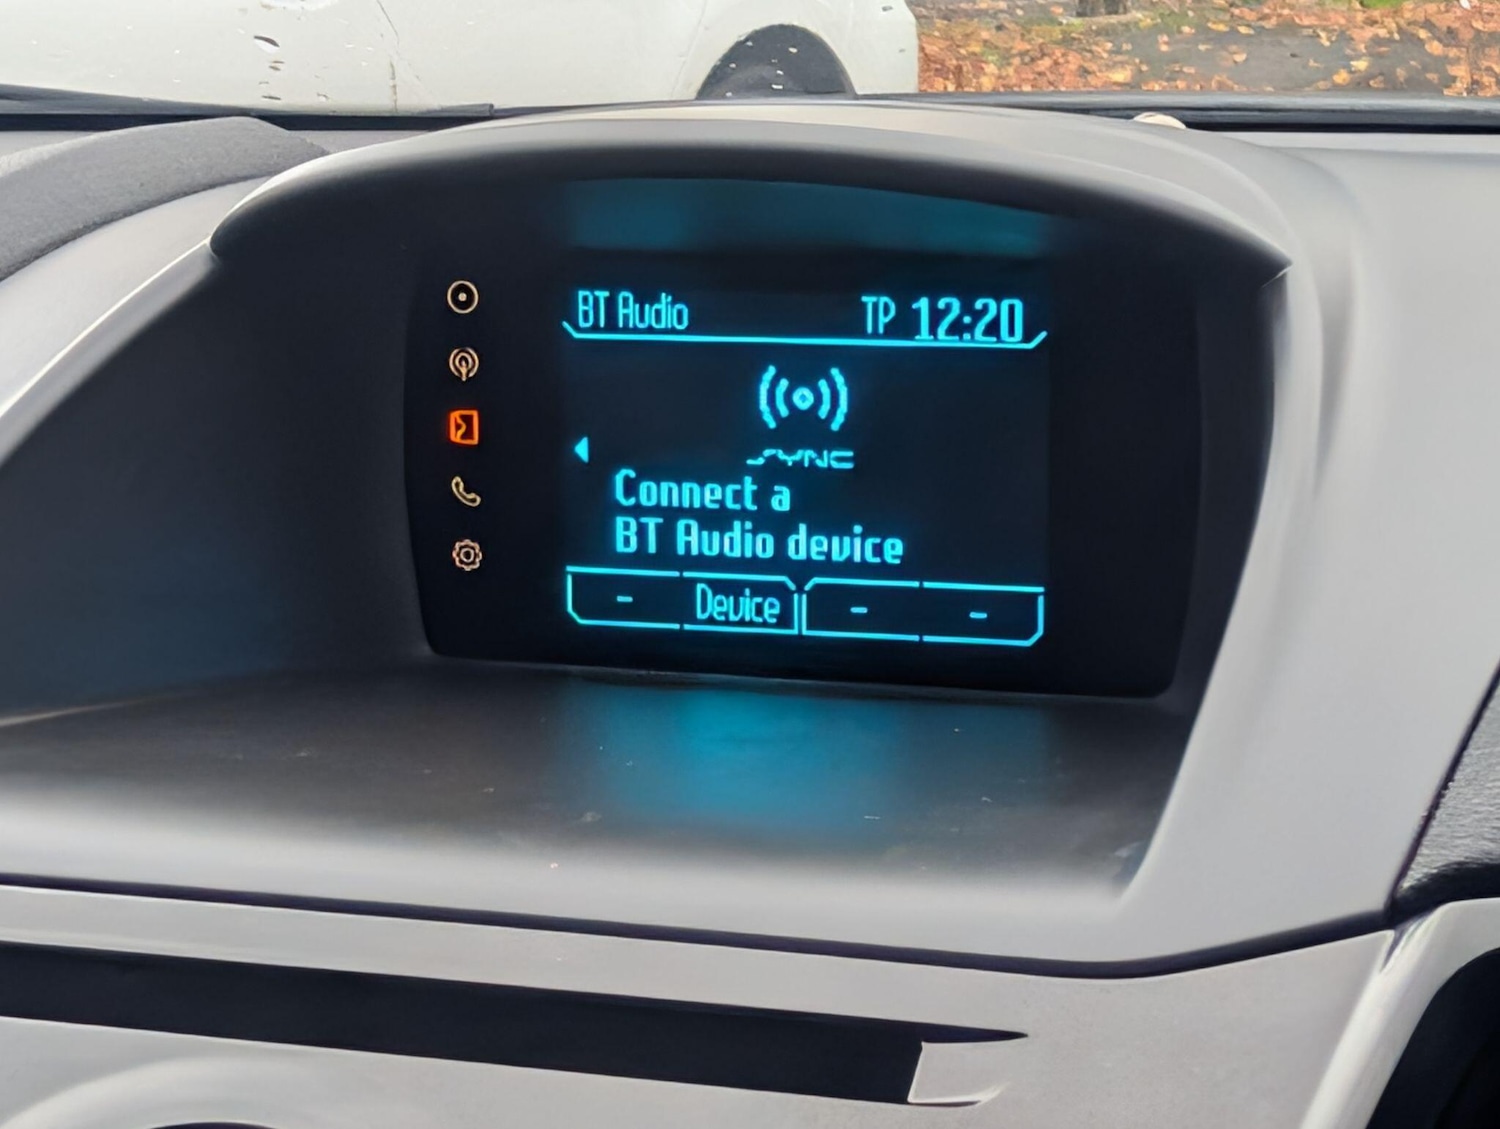 BT Audio TP 12:20
SYNC
Connect a
BT Audio device
- Device - -